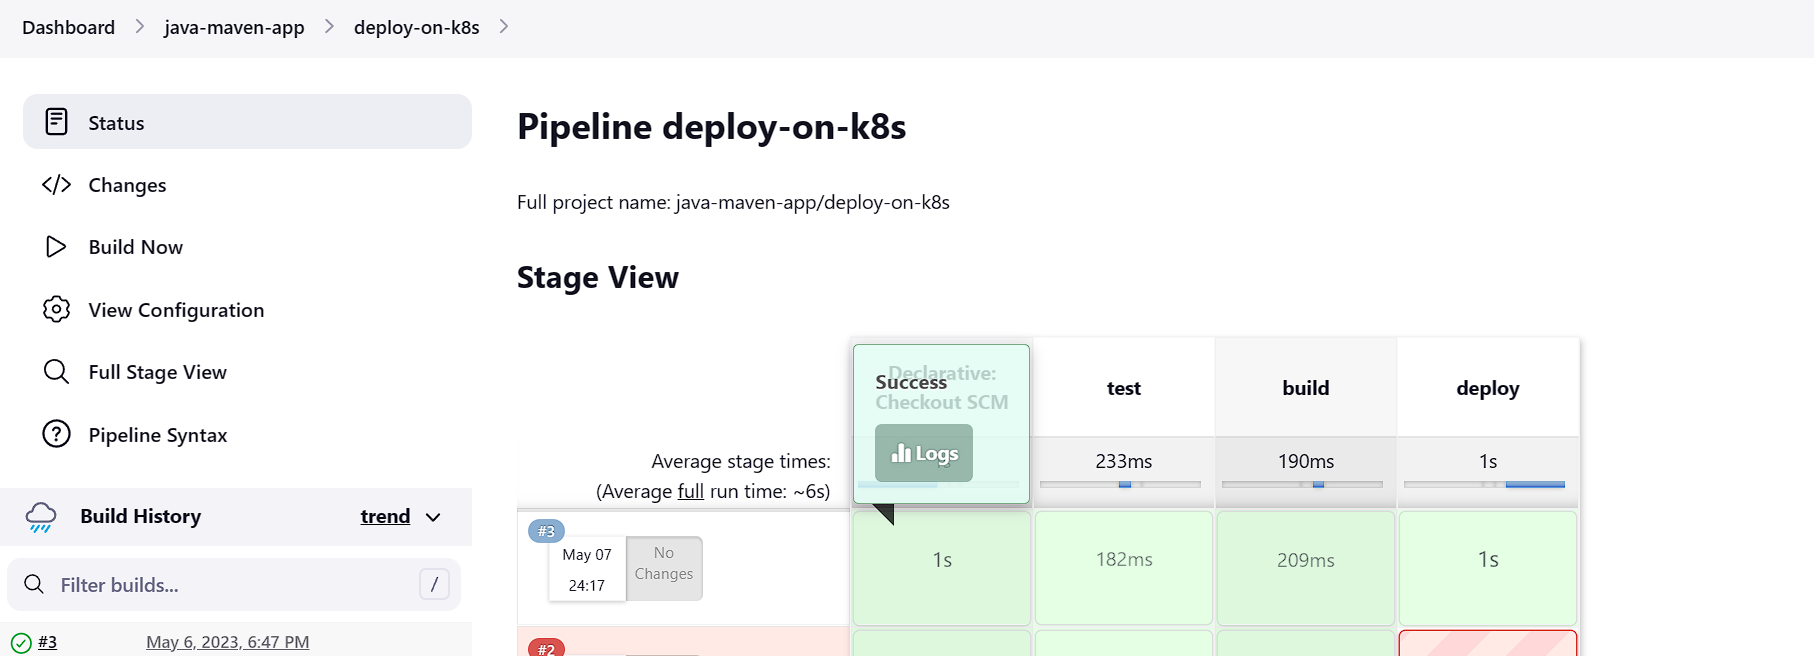 Dashboard > java-maven-app > deploy-on-k8s >
Status
Changes
Build Now
View Configuration
Full Stage View
Pipeline Syntax
Build History trend
Filter builds... /
#3 May 6, 2023, 6:47 PM
Pipeline deploy-on-k8s
Full project name: java-maven-app/deploy-on-k8s
Stage View
Declarative:
Success
Checkout SCM
Logs
test build deploy
Average stage times: 233ms 190ms 1s
(Average full run time: ~6s)
#3
May 07
24:17
No
Changes
1s 182ms 209ms 1s
#2